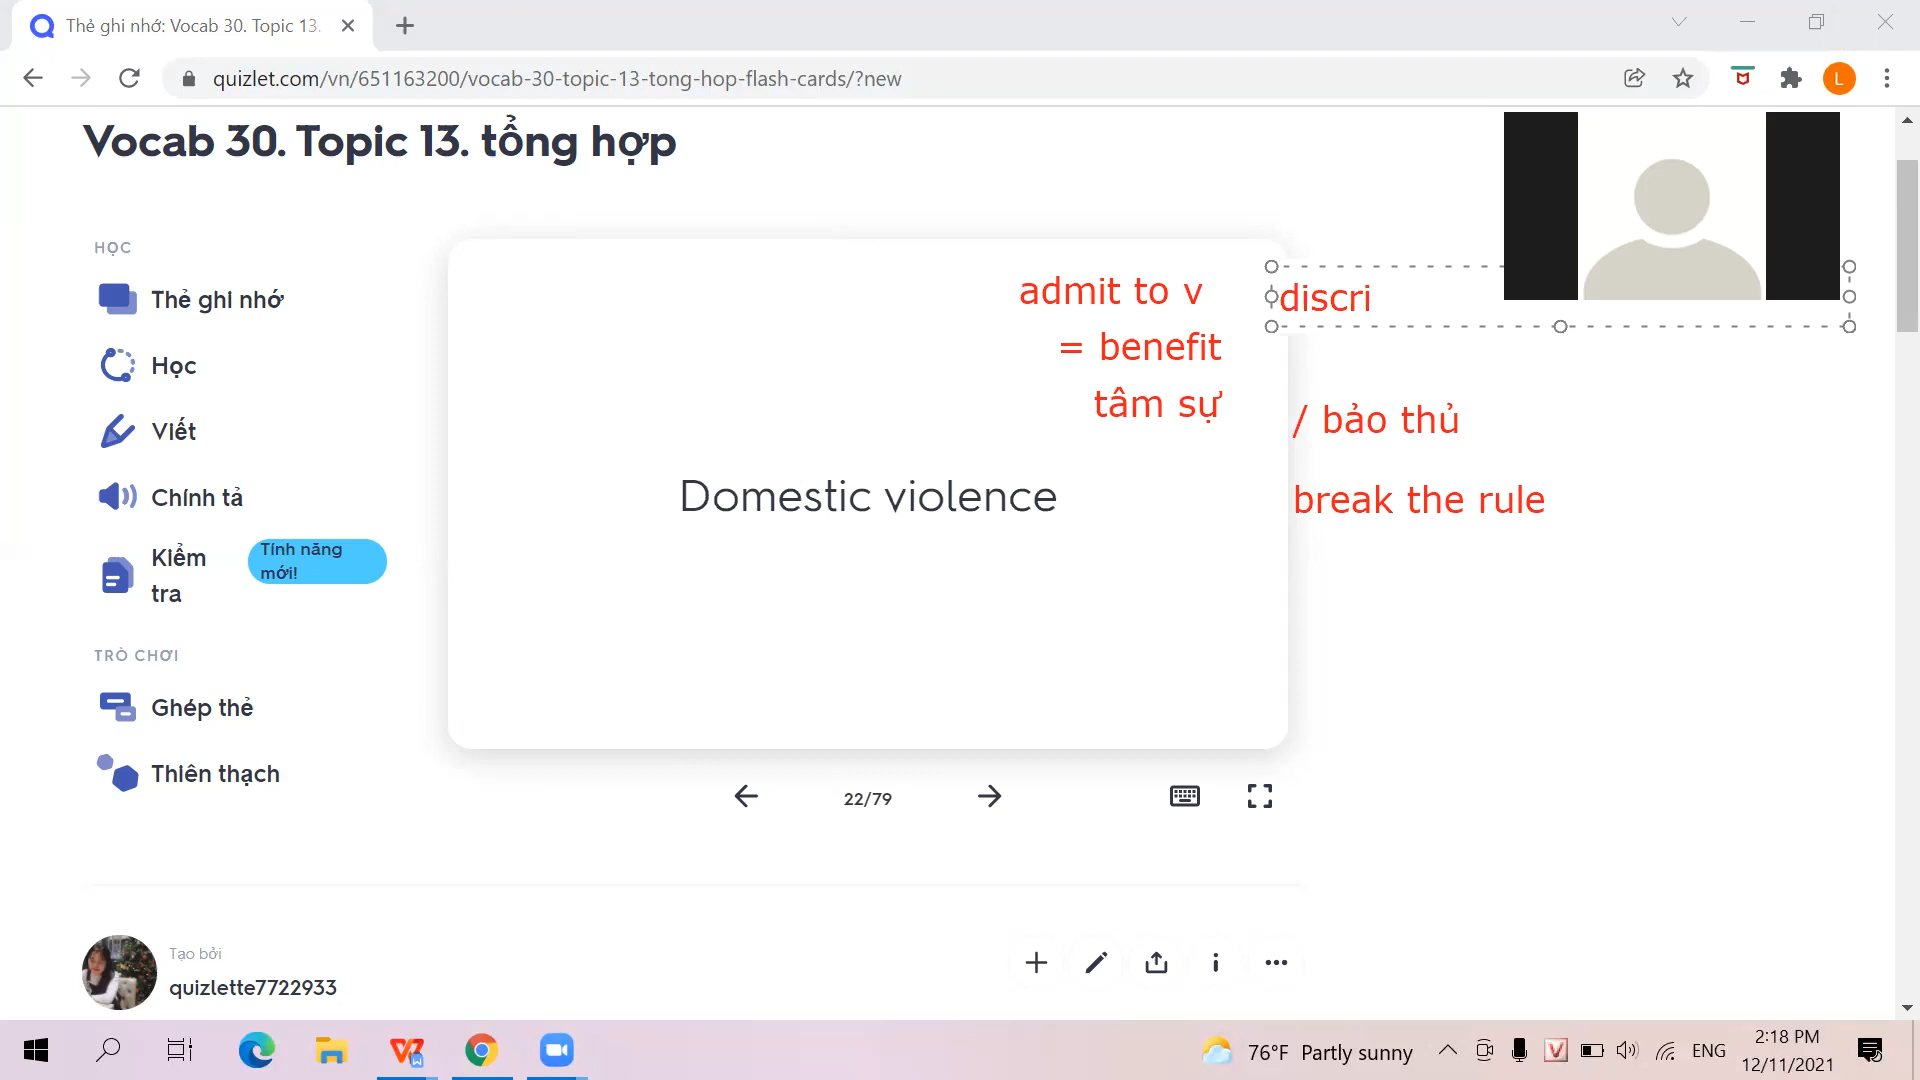 Thẻ ghi nhớ: Vocab 30. Topic 13.
quizlet.com/vn/651163200/vocab-30-topic-13-tong-hop-flash-cards/?new
L
Vocab 30. Topic 13. tổng hợp
HỌC
Thẻ ghi nhớ
Học
Viết
Chính tả
Kiểm
tra
Tính năng
mới!
TRÒ CHƠI
Ghép thẻ
Thiên thạch
admit to v
= benefit
tâm sự
discri
/ bảo thủ
break the rule
Domestic violence
22/79
Tạo bởi
quizlette7722933
76°F Partly sunny
ENG
2:18 PM
12/11/2021